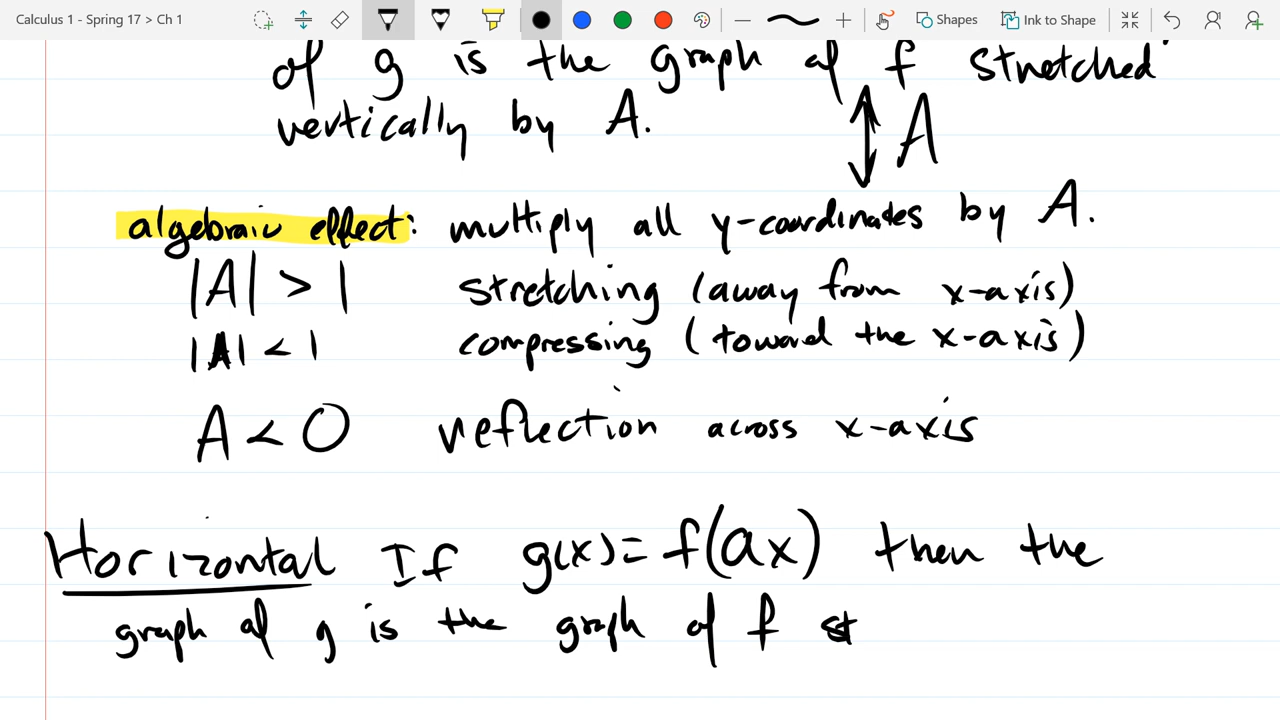 Calculus 1 - Spring 17 > Ch 1
Shapes
Ink to Shape
of g is the graph of f stretched
vertically by A.
A
algebraic effect: multiply all y-coordinates by A.
|A| > 1 stretching (away from x-axis)
|A| < 1 compressing (toward the x-axis)
A < 0 reflection across x-axis
Horizontal If g(x) = f(ax) then the
graph of g is the graph of f st